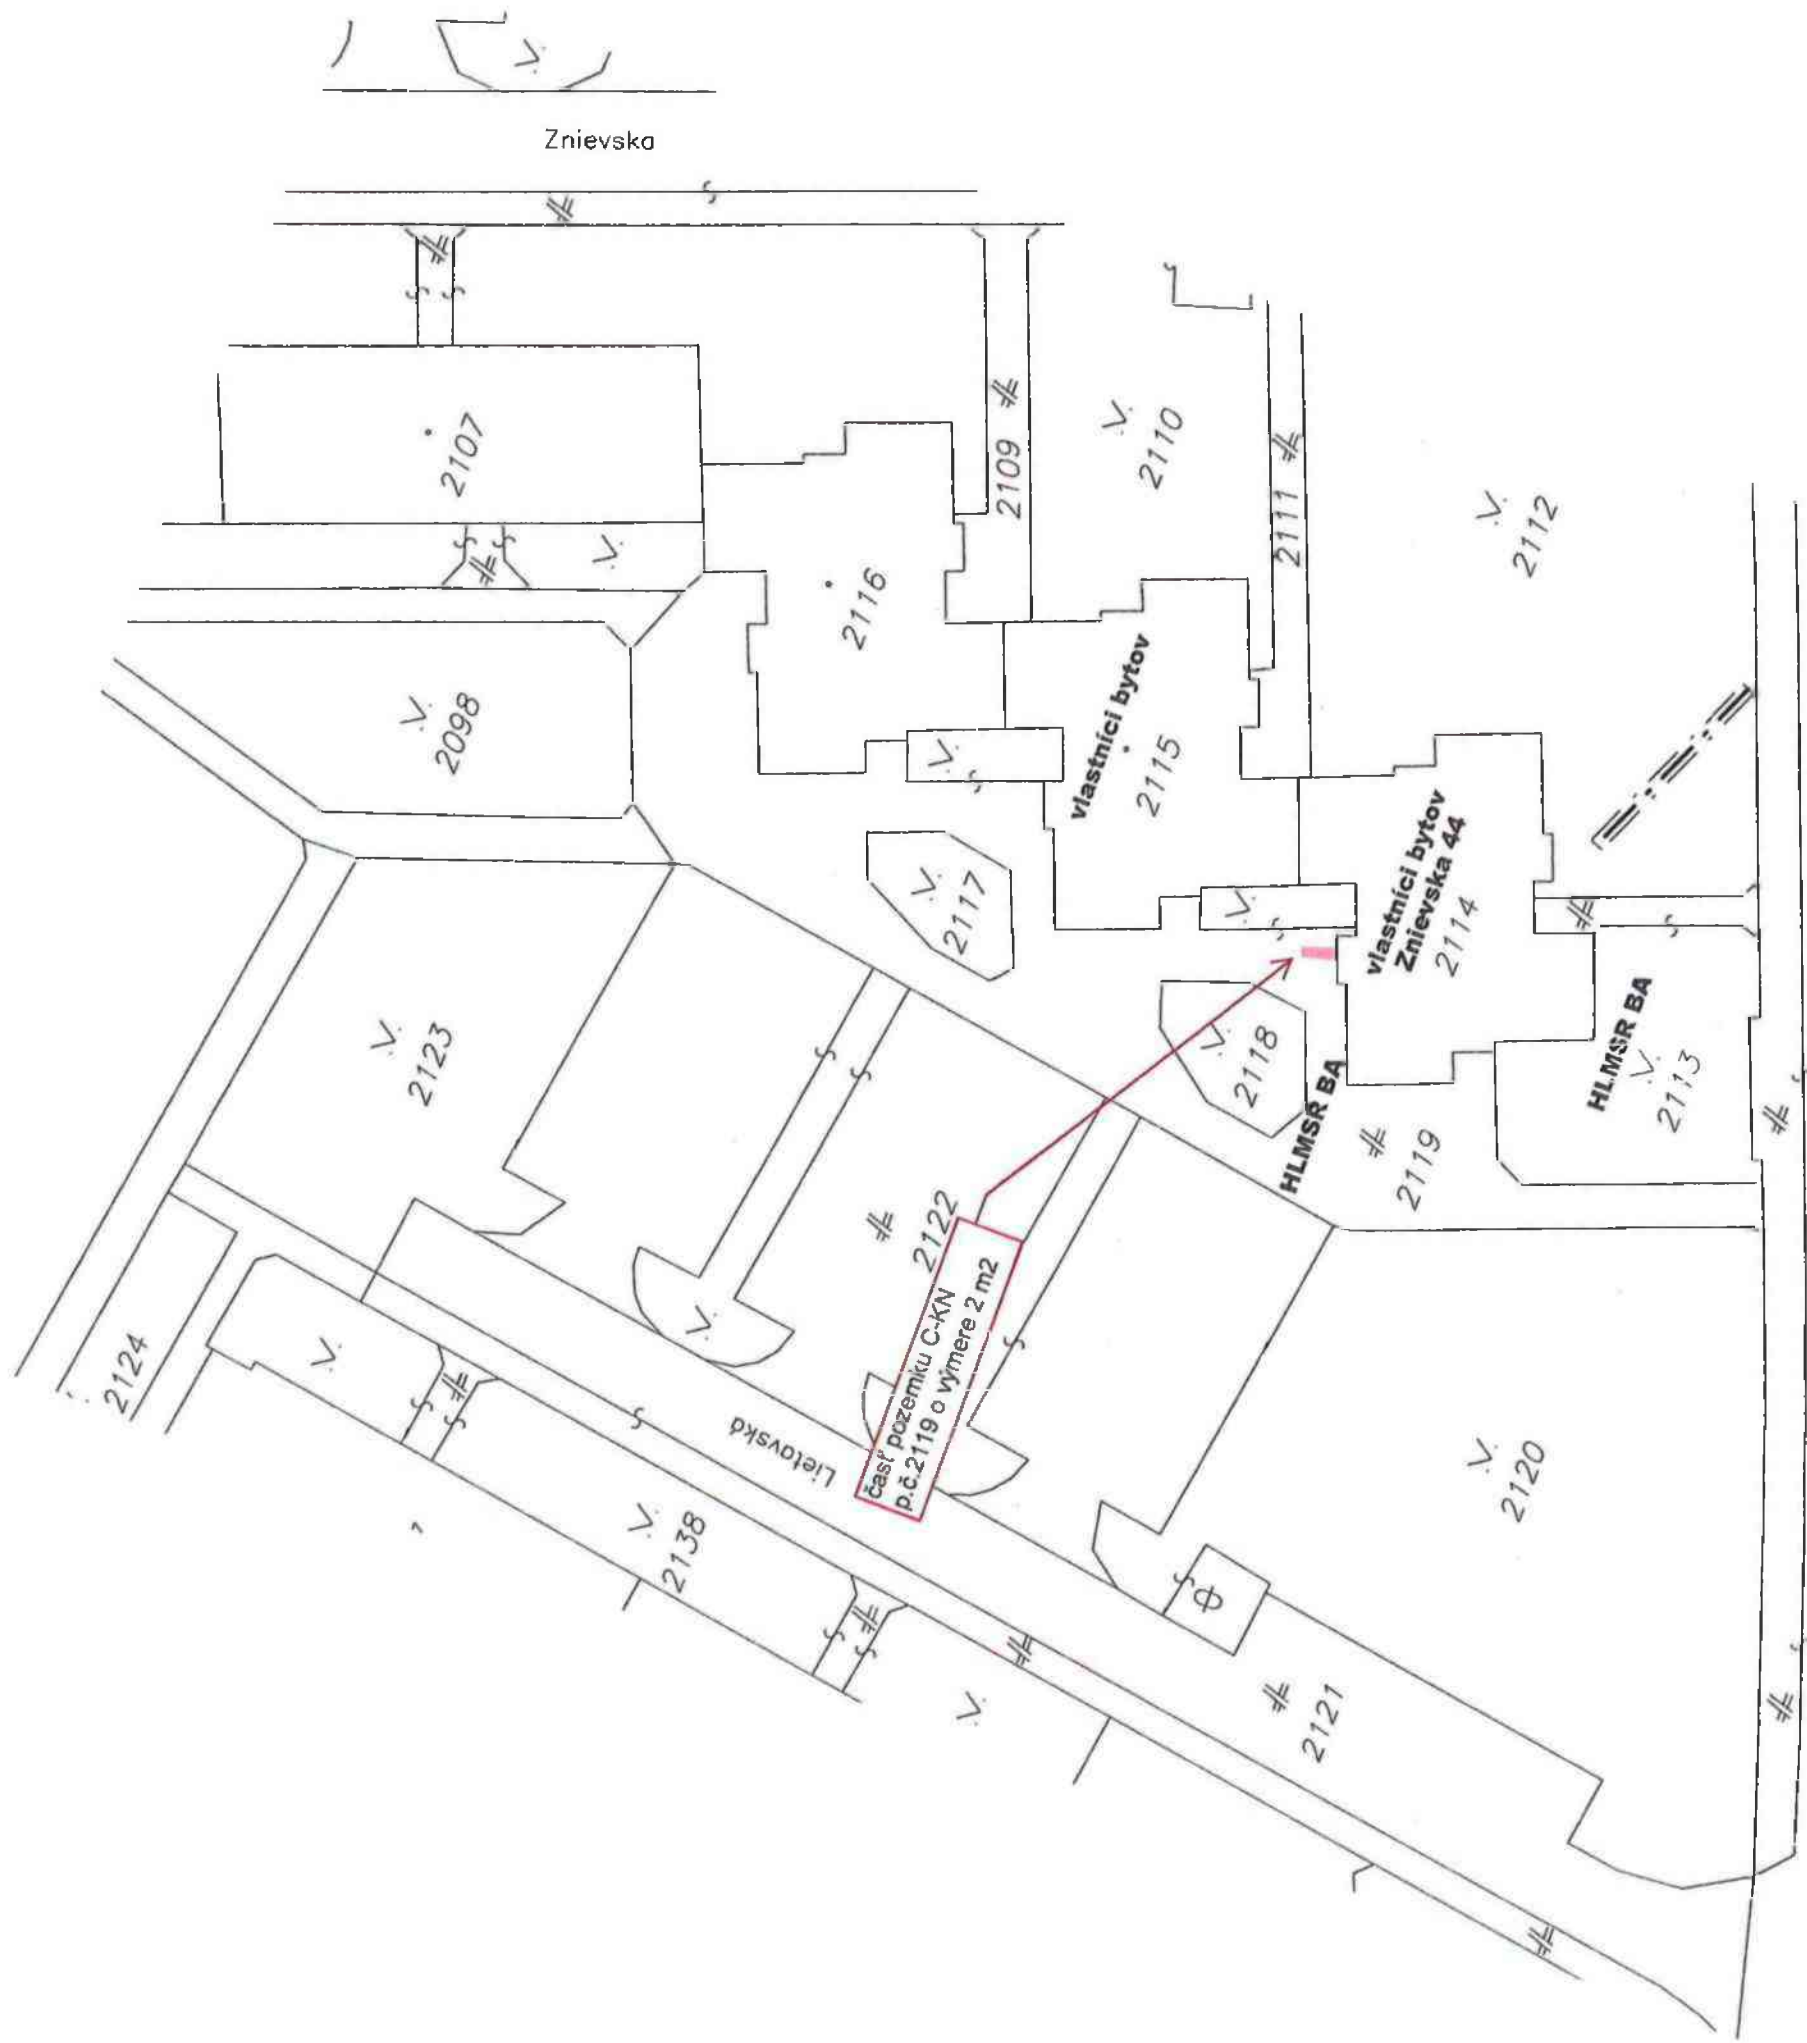 Znievska
2107
2109
2110
2111
2112
2116
2098
vlastníci bytov
2115
vlastníci bytov
Znievska 44
2114
2117
2118
HLMSR BA
HLMSR BA
2113
2119
2123
2122
časť pozemku C-KN
p.č.2119 o výmere 2 m2
2124
Lietavská
2138
2120
2121